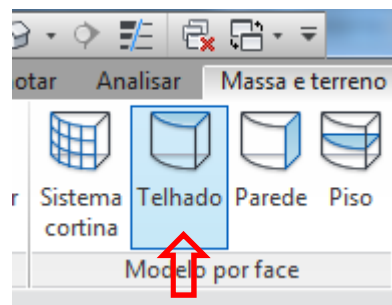 otar Analisar Massa e terreno
r Sistema cortina Telhado Parede Piso
Modelo por face